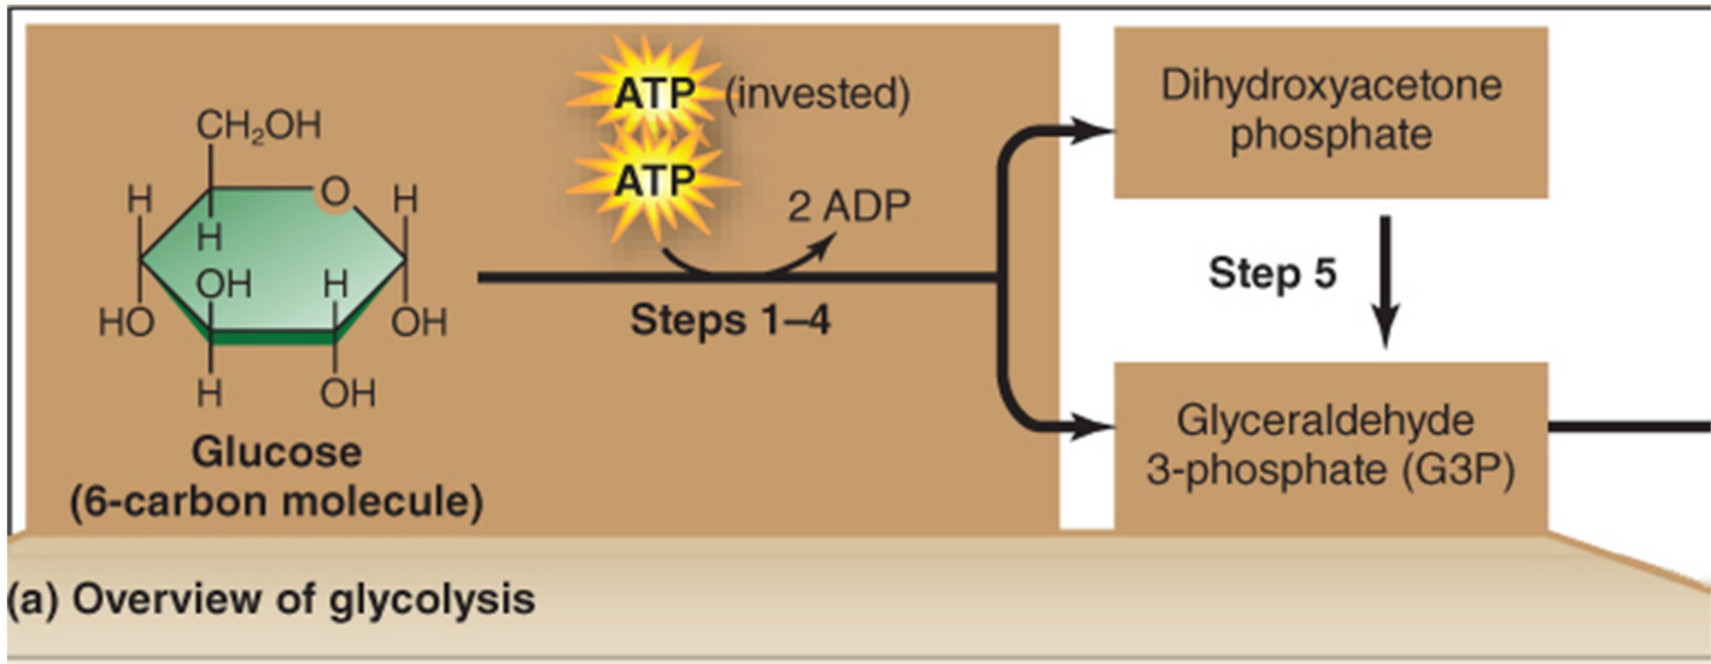 ATP (invested)
ATP
2 ADP
Steps 1–4
CH₂OH
H
O
H
H
OH
H
HO
OH
H
OH
Glucose
(6-carbon molecule)
Dihydroxyacetone
phosphate
Step 5
Glyceraldehyde
3-phosphate (G3P)
(a) Overview of glycolysis